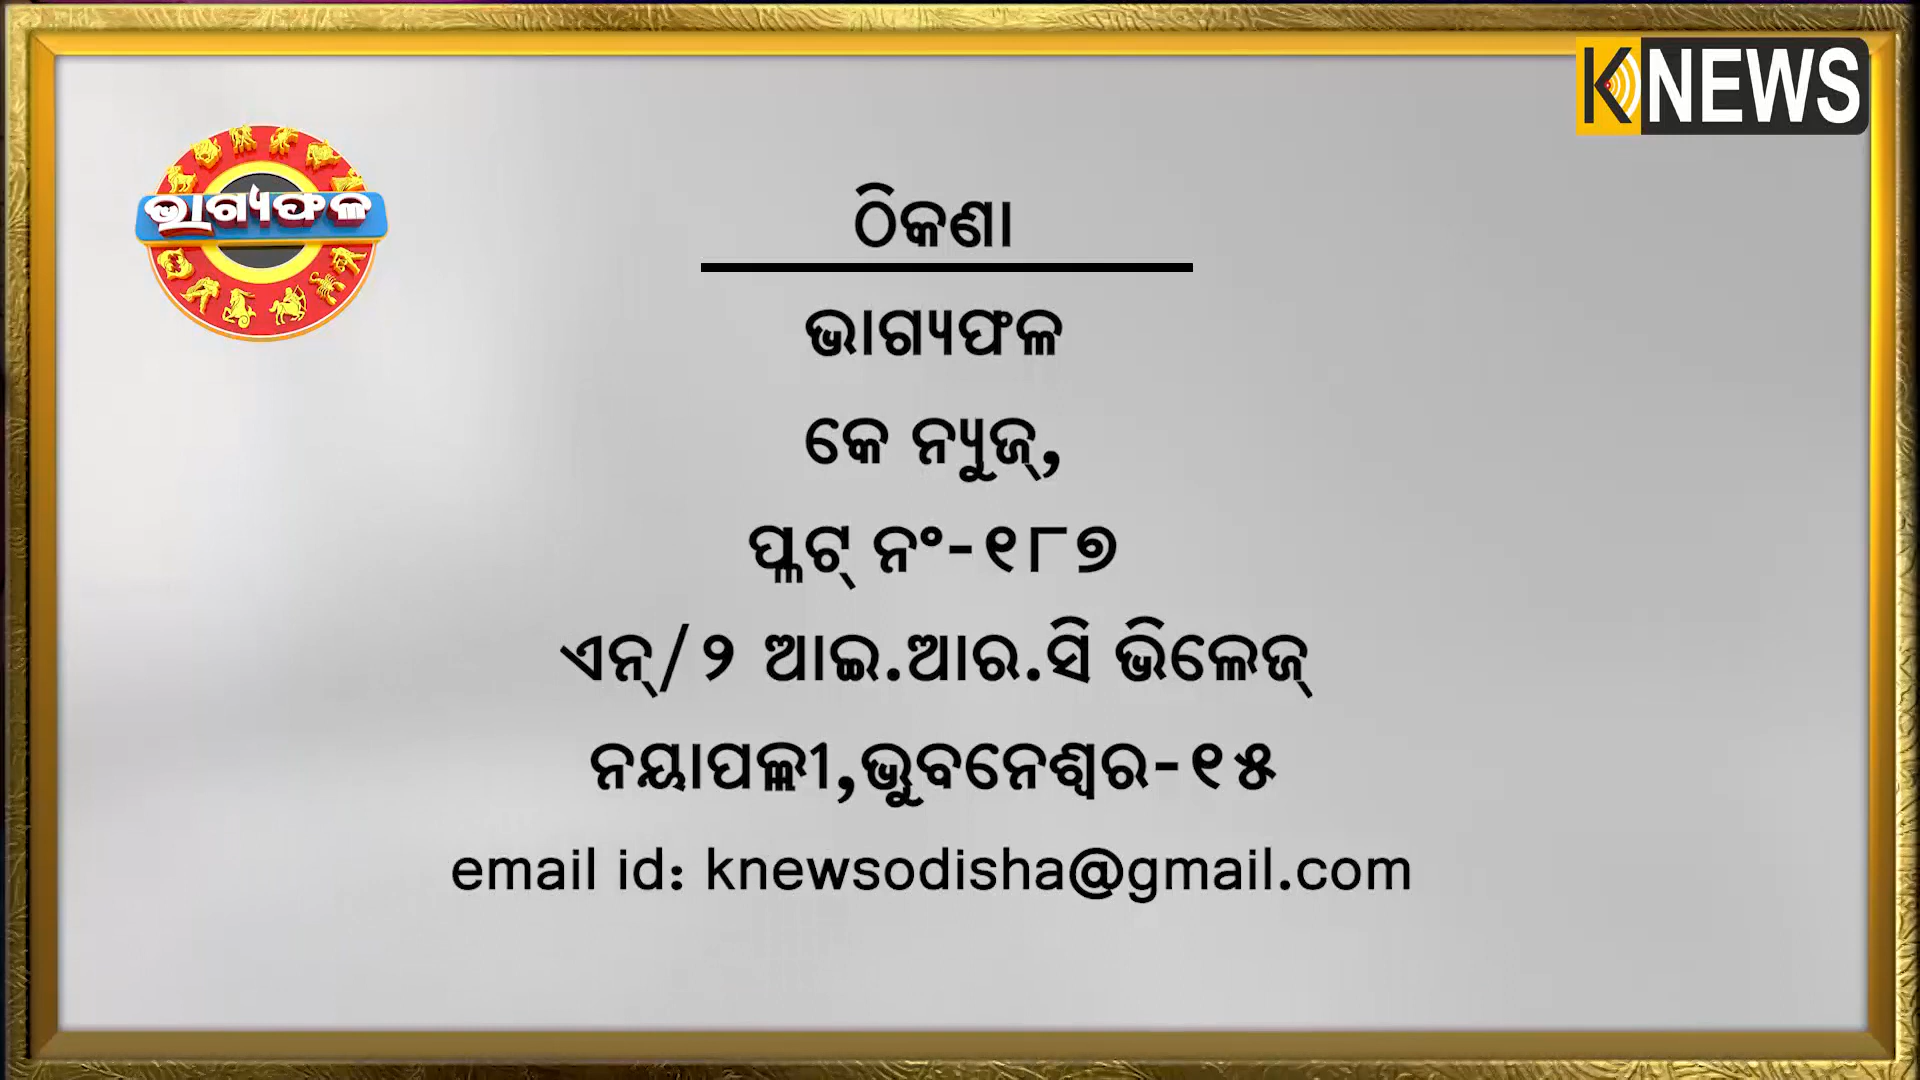 KNEWS
ଭାଗ୍ୟଫଳ
ଠିକଣା
ଭାଗ୍ୟଫଳ
କେ ନ୍ୟୁଜ୍,
ପ୍ଲଟ୍ ନଂ-୧୮୭
ଏନ୍/୨ ଆଇ.ଆର.ସି ଭିଲେଜ୍
ନୟାପଲ୍ଲୀ,ଭୁବନେଶ୍ୱର-୧୫
email id: knewsodisha@gmail.com